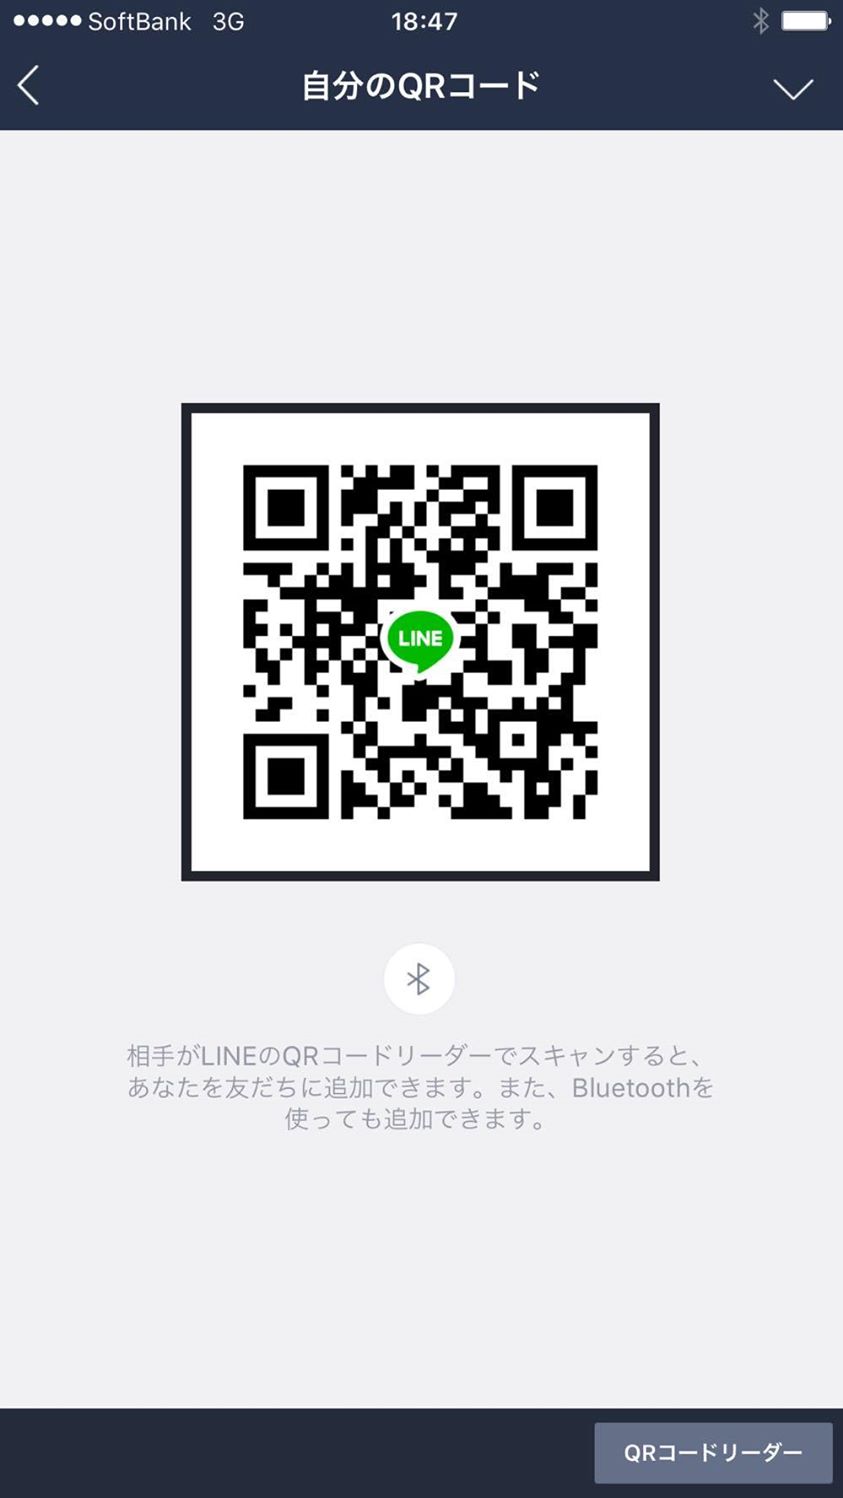 SoftBank 3G 18:47
自分のQRコード
LINE
相手がLINEのQRコードリーダーでスキャンすると、
あなたを友だちに追加できます。また、Bluetoothを
使っても追加できます。
QRコードリーダー